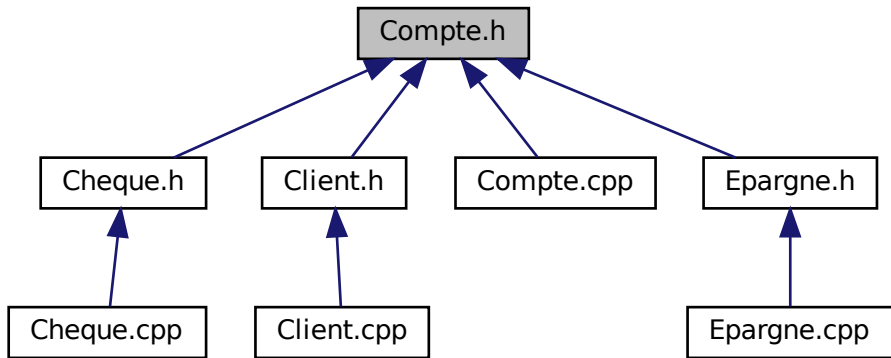 Compte.h
Cheque.h
Client.h
Compte.cpp
Epargne.h
Cheque.cpp
Client.cpp
Epargne.cpp